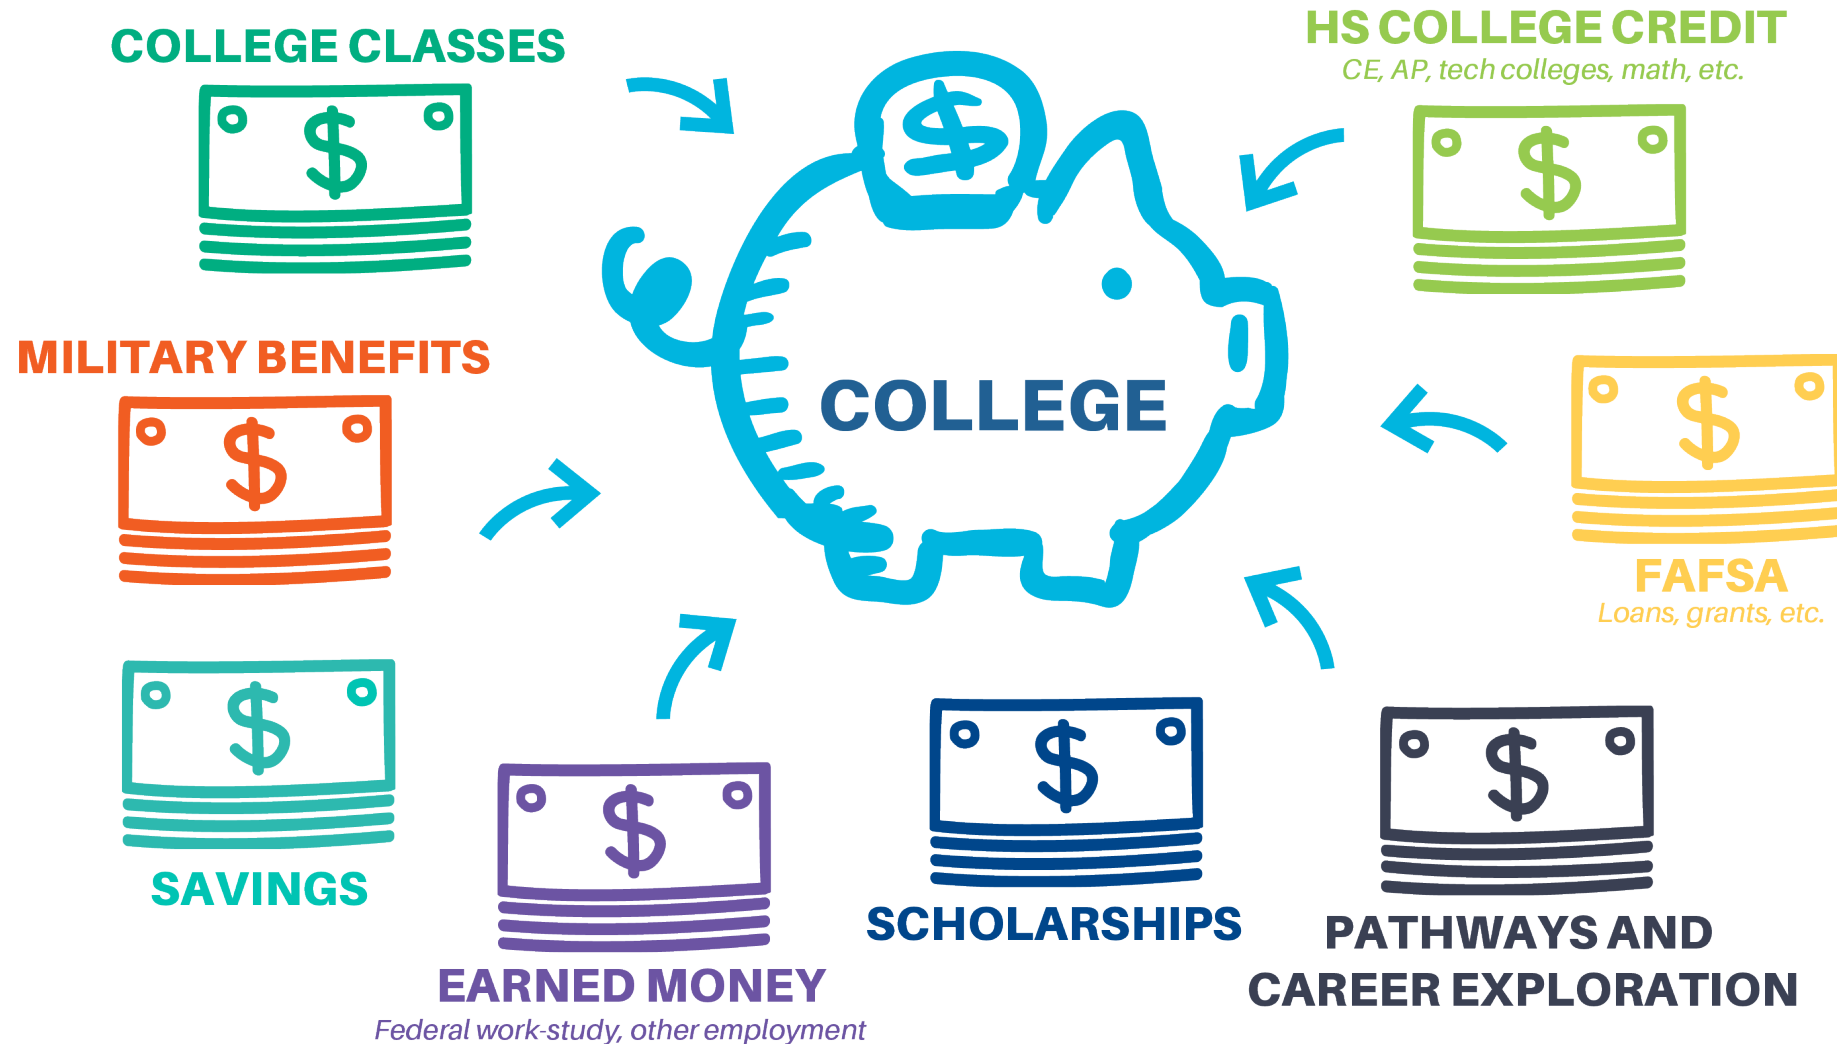 COLLEGE CLASSES
HS COLLEGE CREDIT
CE, AP, tech colleges, math, etc.
MILITARY BENEFITS
COLLEGE
FAFSA
Loans, grants, etc.
SAVINGS
SCHOLARSHIPS
PATHWAYS AND
CAREER EXPLORATION
EARNED MONEY
Federal work-study, other employment